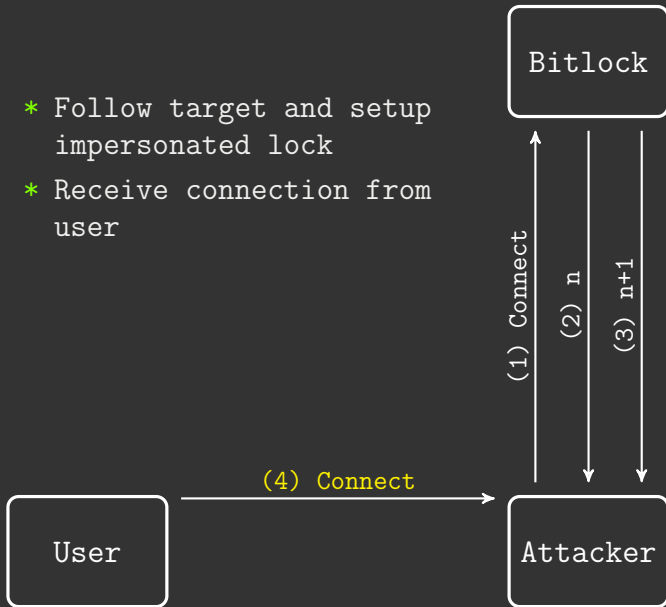 Bitlock
* Follow target and setup
impersonated lock
* Receive connection from
user
(1) Connect
(2) n
(3) n+1
(4) Connect
User
Attacker